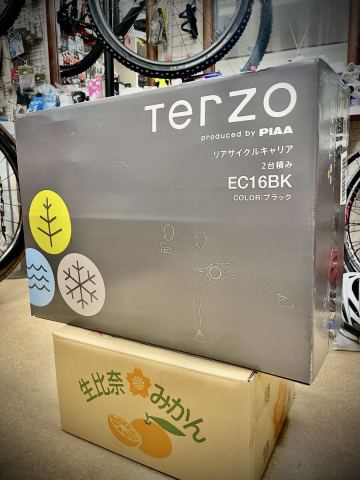 Terzo
produced by PIAA
リアサイクルキャリア
2台積み
EC16BK
COLOR:ブラック
生比奈みかん